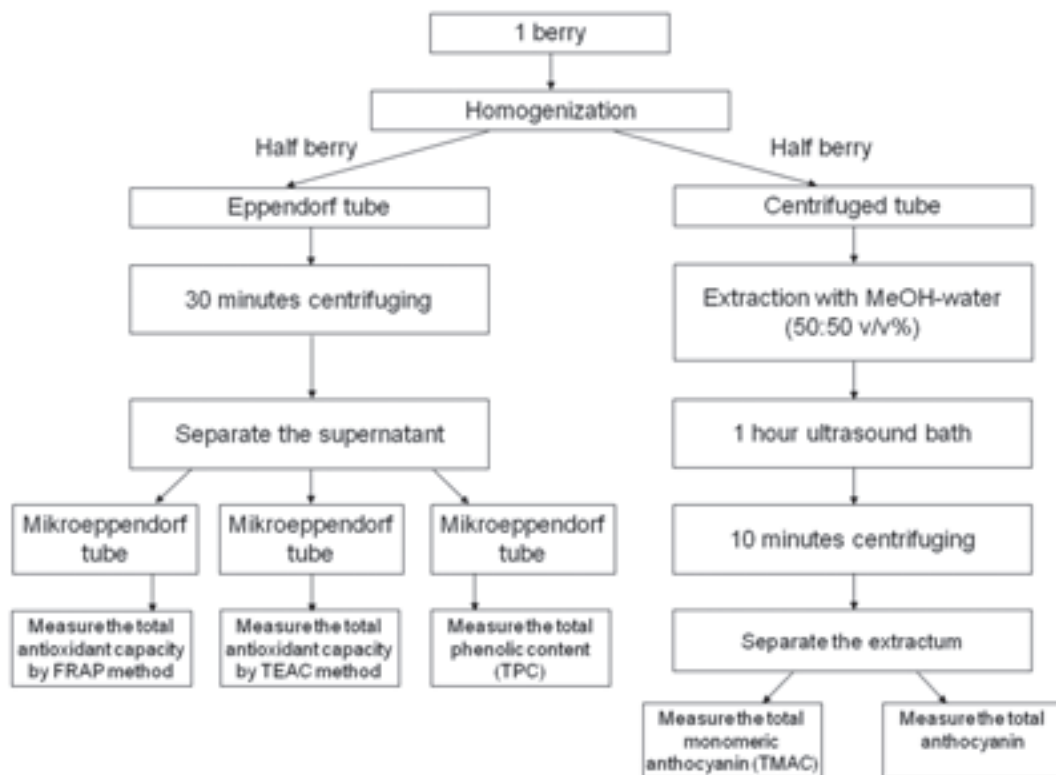 1 berry
Homogenization
Half berry
Half berry
Eppendorf tube
Centrifuged tube
30 minutes centrifuging
Extraction with MeOH-water
(50:50 v/v%)
Separate the supernatant
1 hour ultrasound bath
Mikroeppendorf
tube
Mikroeppendorf
tube
Mikroeppendorf
tube
10 minutes centrifuging
Measure the total
antioxidant capacity
by FRAP method
Measure the total
antioxidant capacity
by TEAC method
Measure the total
phenolic content
(TPC)
Separate the extractum
Measure the total
monomeric
anthocyanin (TMAC)
Measure the total
anthocyanin